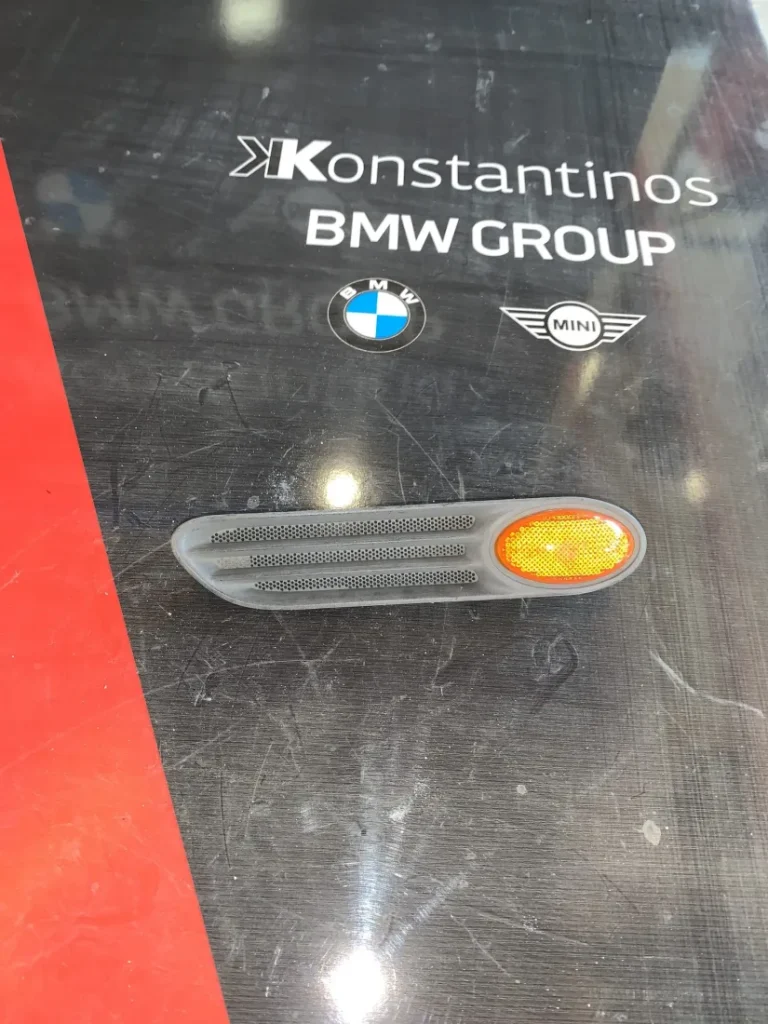 Konstantinos
BMW GROUP
BMW
MINI